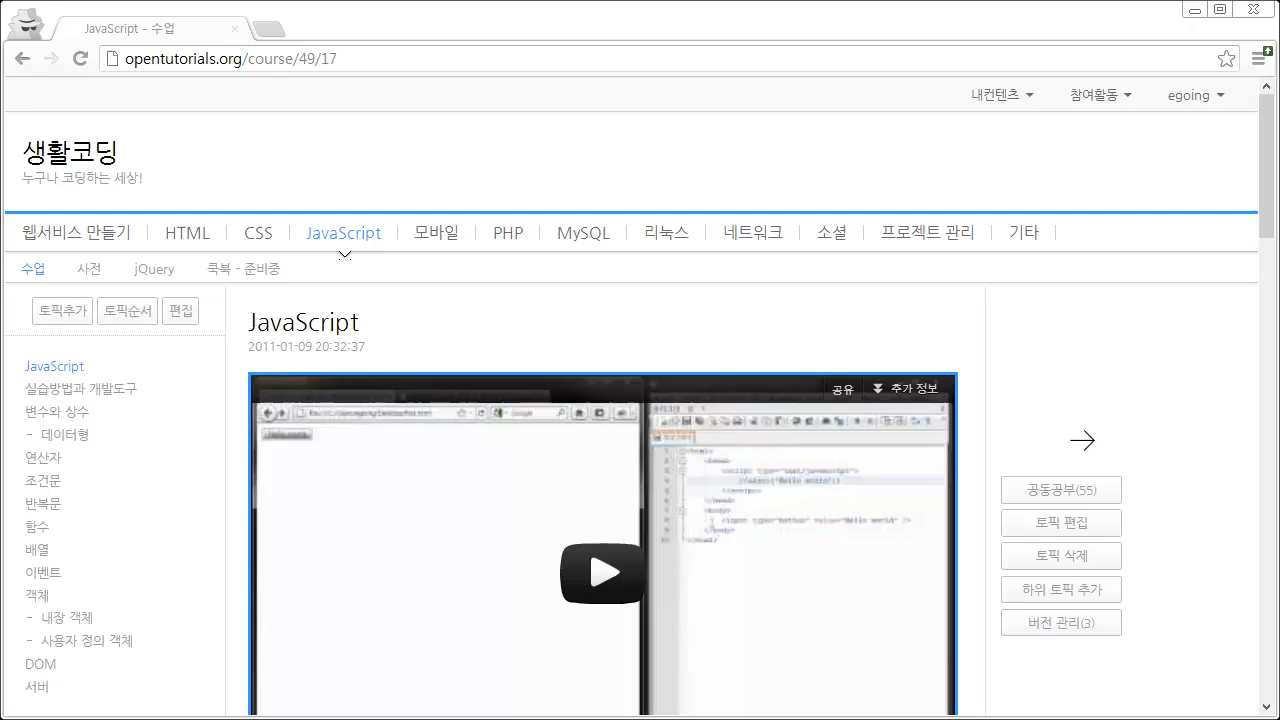 JavaScript - 수업
opentutorials.org/course/49/17
내컨텐츠 참여활동 egoing
생활코딩
누구나 코딩하는 세상!
웹서비스 만들기 HTML CSS JavaScript 모바일 PHP MySQL 리눅스 네트워크 소셜 프로젝트 관리 기타
수업 사전 jQuery 쿡북 - 준비중
토픽추가 토픽순서 편집
JavaScript
실습방법과 개발도구
변수와 상수
- 데이터형
연산자
조건문
반복문
함수
배열
이벤트
객체
- 내장 객체
- 사용자 정의 객체
DOM
서버
JavaScript
2011-01-09 20:32:37
공유 추가 정보
공동공부(55)
토픽 편집
토픽 삭제
하위 토픽 추가
버전 관리(3)